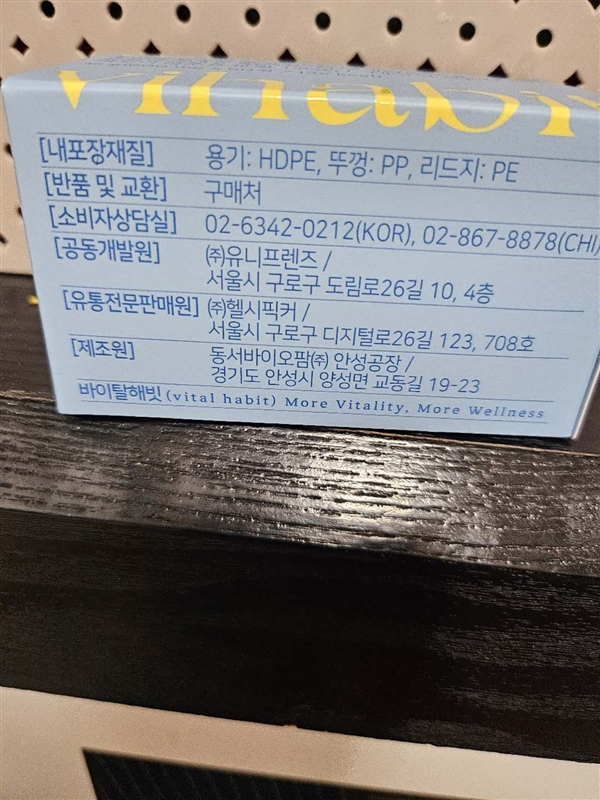 vitahabi
[내포장재질] 용기: HDPE, 뚜껑: PP, 리드지: PE
[반품 및 교환] 구매처
[소비자상담실] 02-6342-0212(KOR), 02-867-8878(CHI)
[공동개발원] ㈜유니프렌즈 /
서울시 구로구 도림로26길 10, 4층
[유통전문판매원] ㈜헬시픽커 /
서울시 구로구 디지털로26길 123, 708호
[제조원] 동서바이오팜㈜ 안성공장 /
경기도 안성시 양성면 교동길 19-23
바이탈해빗 (vital habit) More Vitality, More Wellness